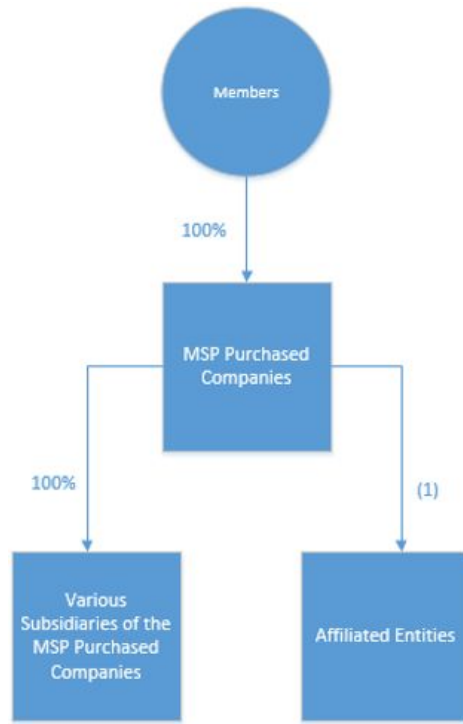 Members
100%
MSP Purchased
Companies
100%
(1)
Various
Subsidiaries of the
MSP Purchased
Companies
Affiliated Entities